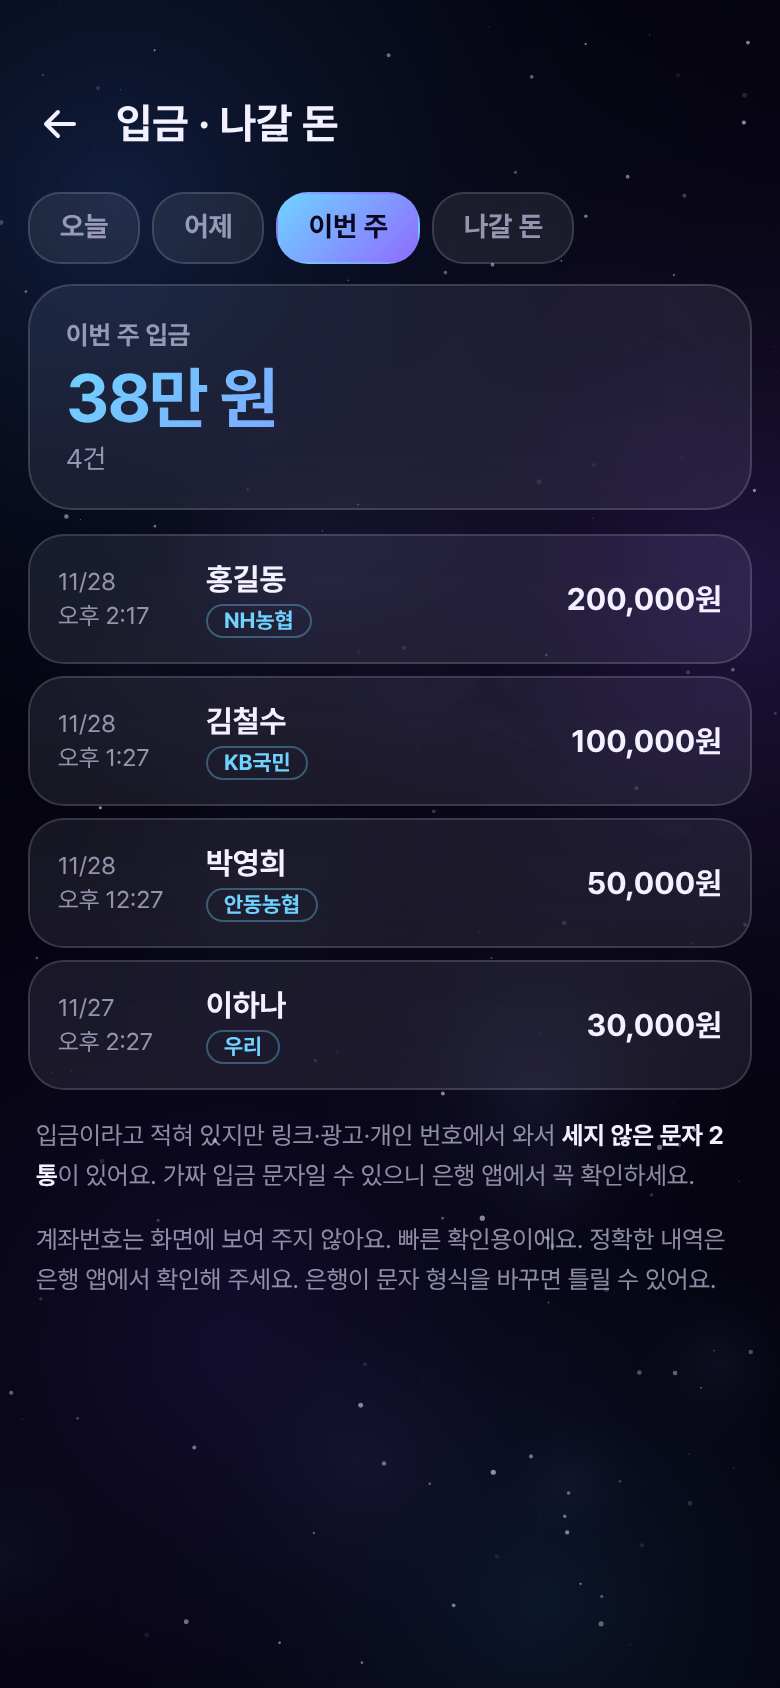 입금 · 나갈 돈
오늘 어제 이번 주 나갈 돈
이번 주 입금
38만 원
4건
11/28
오후 2:17
홍길동
NH농협
200,000원
11/28
오후 1:27
김철수
KB국민
100,000원
11/28
오후 12:27
박영희
안동농협
50,000원
11/27
오후 2:27
이하나
우리
30,000원
입금이라고 적혀 있지만 링크·광고·개인 번호에서 와서 세지 않은 문자 2
통이 있어요. 가짜 입금 문자일 수 있으니 은행 앱에서 꼭 확인하세요.
계좌번호는 화면에 보여 주지 않아요. 빠른 확인용이에요. 정확한 내역은
은행 앱에서 확인해 주세요. 은행이 문자 형식을 바꾸면 틀릴 수 있어요.